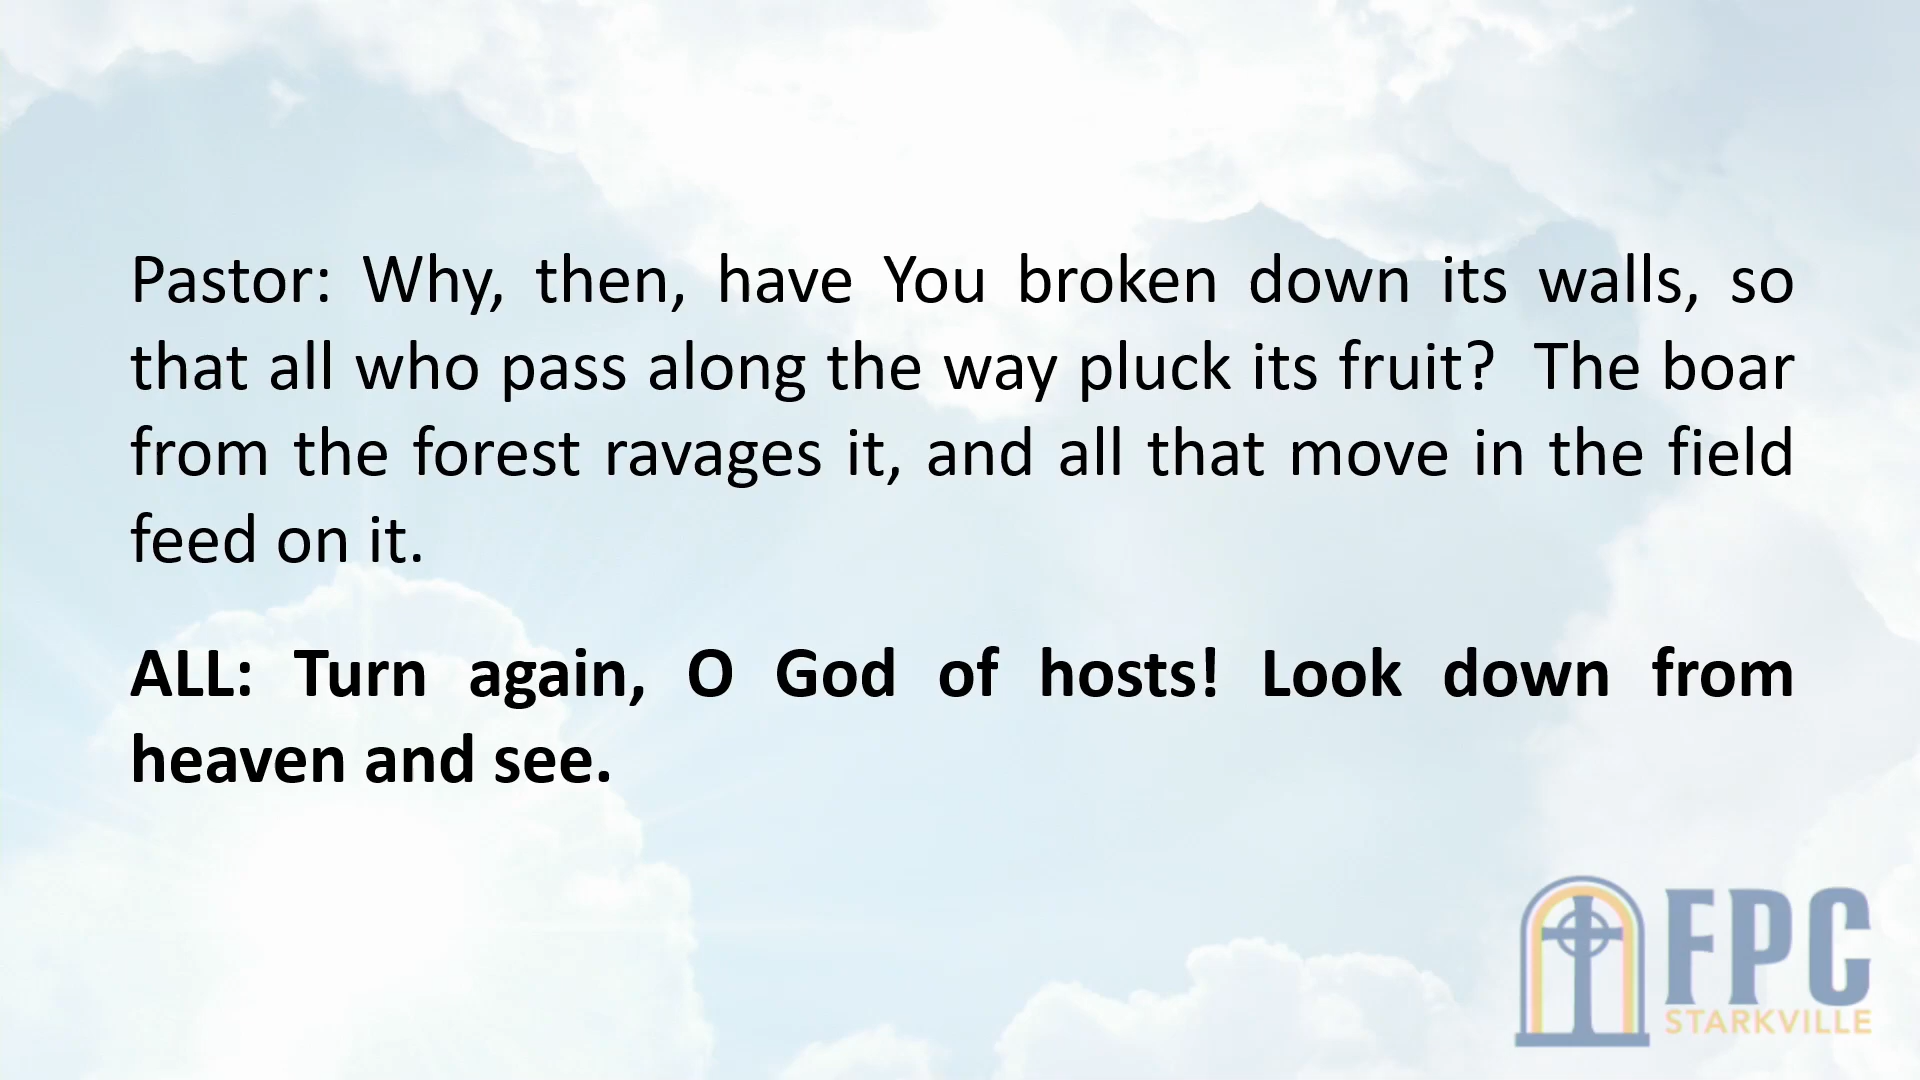 Pastor: Why, then, have You broken down its walls, so
that all who pass along the way pluck its fruit?  The boar
from the forest ravages it, and all that move in the field
feed on it.
ALL: Turn again, O God of hosts! Look down from
heaven and see.
FPC
STARKVILLE